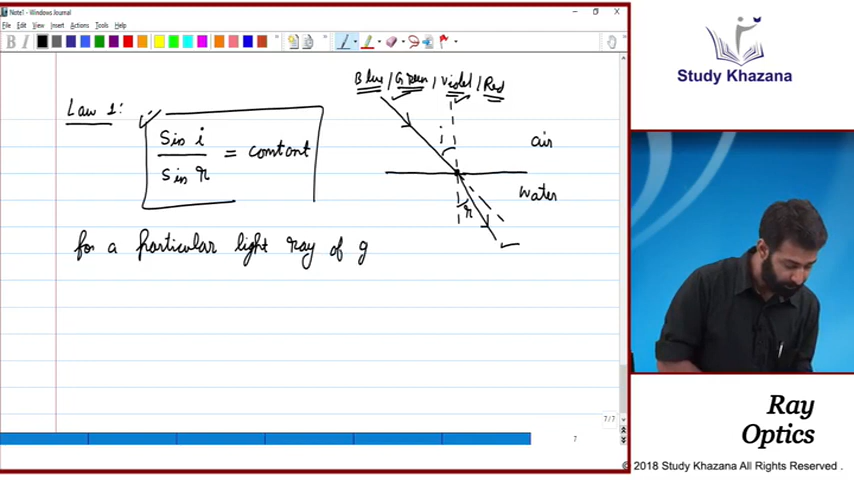 Note1 - Windows Journal
File Edit View Insert Actions Tools Help
B I
Study Khazana
Blue / Green / Violet / Red
Law 1:
Sin i
Sin r
= constant
i
air
water
r
for a particular light ray of g
7/7
7
Ray
Optics
© 2018 Study Khazana All Rights Reserved .